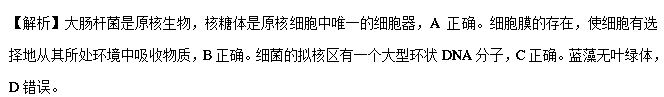 【解析】大肠杆菌是原核生物，核糖体是原核细胞中唯一的细胞器，A 正确。细胞膜的存在，使细胞有选
择地从其所处环境中吸收物质，B 正确。细菌的拟核区有一个大型环状 DNA 分子，C 正确。蓝藻无叶绿体，
D 错误。